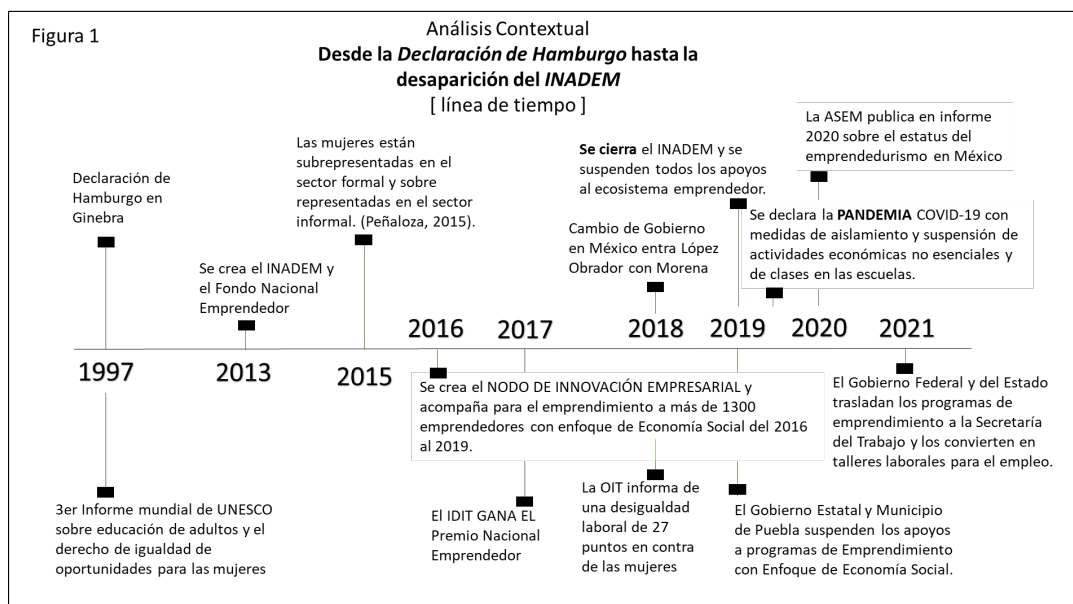 Figura 1
Análisis Contextual
Desde la Declaración de Hamburgo hasta la
desaparición del INADEM
[ línea de tiempo ]
Declaración de
Hamburgo en
Ginebra
Se crea el INADEM y
el Fondo Nacional
Emprendedor
Las mujeres están
subrepresentadas en el
sector formal y sobre
representadas en el sector
informal. (Peñaloza, 2015).
Cambio de Gobierno
en México entra López
Obrador con Morena
Se cierra el INADEM y se
suspenden todos los apoyos
al ecosistema emprendedor.
Se declara la PANDEMIA COVID-19 con
medidas de aislamiento y suspensión de
actividades económicas no esenciales y
de clases en las escuelas.
La ASEM publica en informe
2020 sobre el estatus del
emprendedurismo en México
2016
2017
2018
2019
2020
2021
1997
2013
2015
Se crea el NODO DE INNOVACIÓN EMPRESARIAL y
acompaña para el emprendimiento a más de 1300
emprendedores con enfoque de Economía Social del 2016
al 2019.
El Gobierno Federal y del Estado
trasladan los programas de
emprendimiento a la Secretaría
del Trabajo y los convierten en
talleres laborales para el empleo.
3er Informe mundial de UNESCO
sobre educación de adultos y el
derecho de igualdad de
oportunidades para las mujeres
El IDIT GANA EL
Premio Nacional
Emprendedor
La OIT informa de
una desigualdad
laboral de 27
puntos en contra
de las mujeres
El Gobierno Estatal y Municipio
de Puebla suspenden los apoyos
a programas de Emprendimiento
con Enfoque de Economía Social.